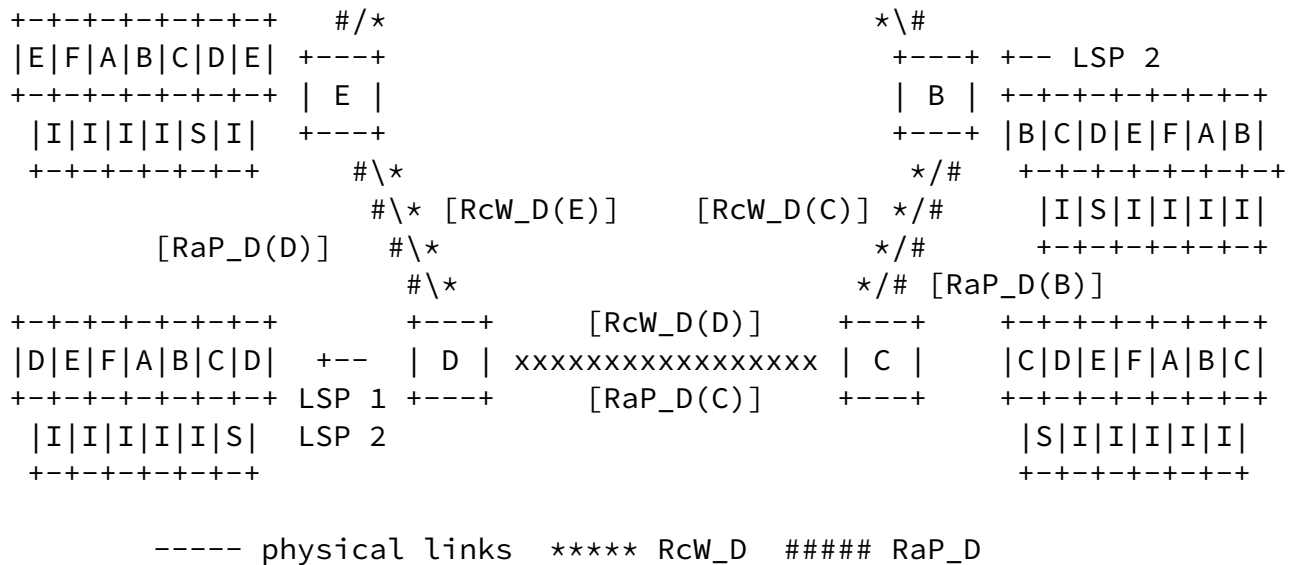 +-+-+-+-+-+-+-+   #/*                           *\#
|E|F|A|B|C|D|E| +---+                            +---+ +-- LSP 2
+-+-+-+-+-+-+-+ | E |                            | B | +-+-+-+-+-+-+-+
 |I|I|I|I|S|I|  +---+                            +---+ |B|C|D|E|F|A|B|
 +-+-+-+-+-+-+     #\*                            */#   +-+-+-+-+-+-+-+
                    #\* [RcW_D(E)]    [RcW_D(C)] */#     |I|S|I|I|I|I|
        [RaP_D(D)]   #\*                        */#      +-+-+-+-+-+-+
                      #\*                      */# [RaP_D(B)]
+-+-+-+-+-+-+-+       +---+     [RcW_D(D)]    +---+    +-+-+-+-+-+-+-+
|D|E|F|A|B|C|D|  +--  | D | xxxxxxxxxxxxxxxxx | C |    |C|D|E|F|A|B|C|
+-+-+-+-+-+-+-+ LSP 1 +---+     [RaP_D(C)]    +---+    +-+-+-+-+-+-+-+
 |I|I|I|I|I|S|  LSP 2                                   |S|I|I|I|I|I|
 +-+-+-+-+-+-+                                          +-+-+-+-+-+-+
        ----- physical links  ***** RcW_D  ##### RaP_D